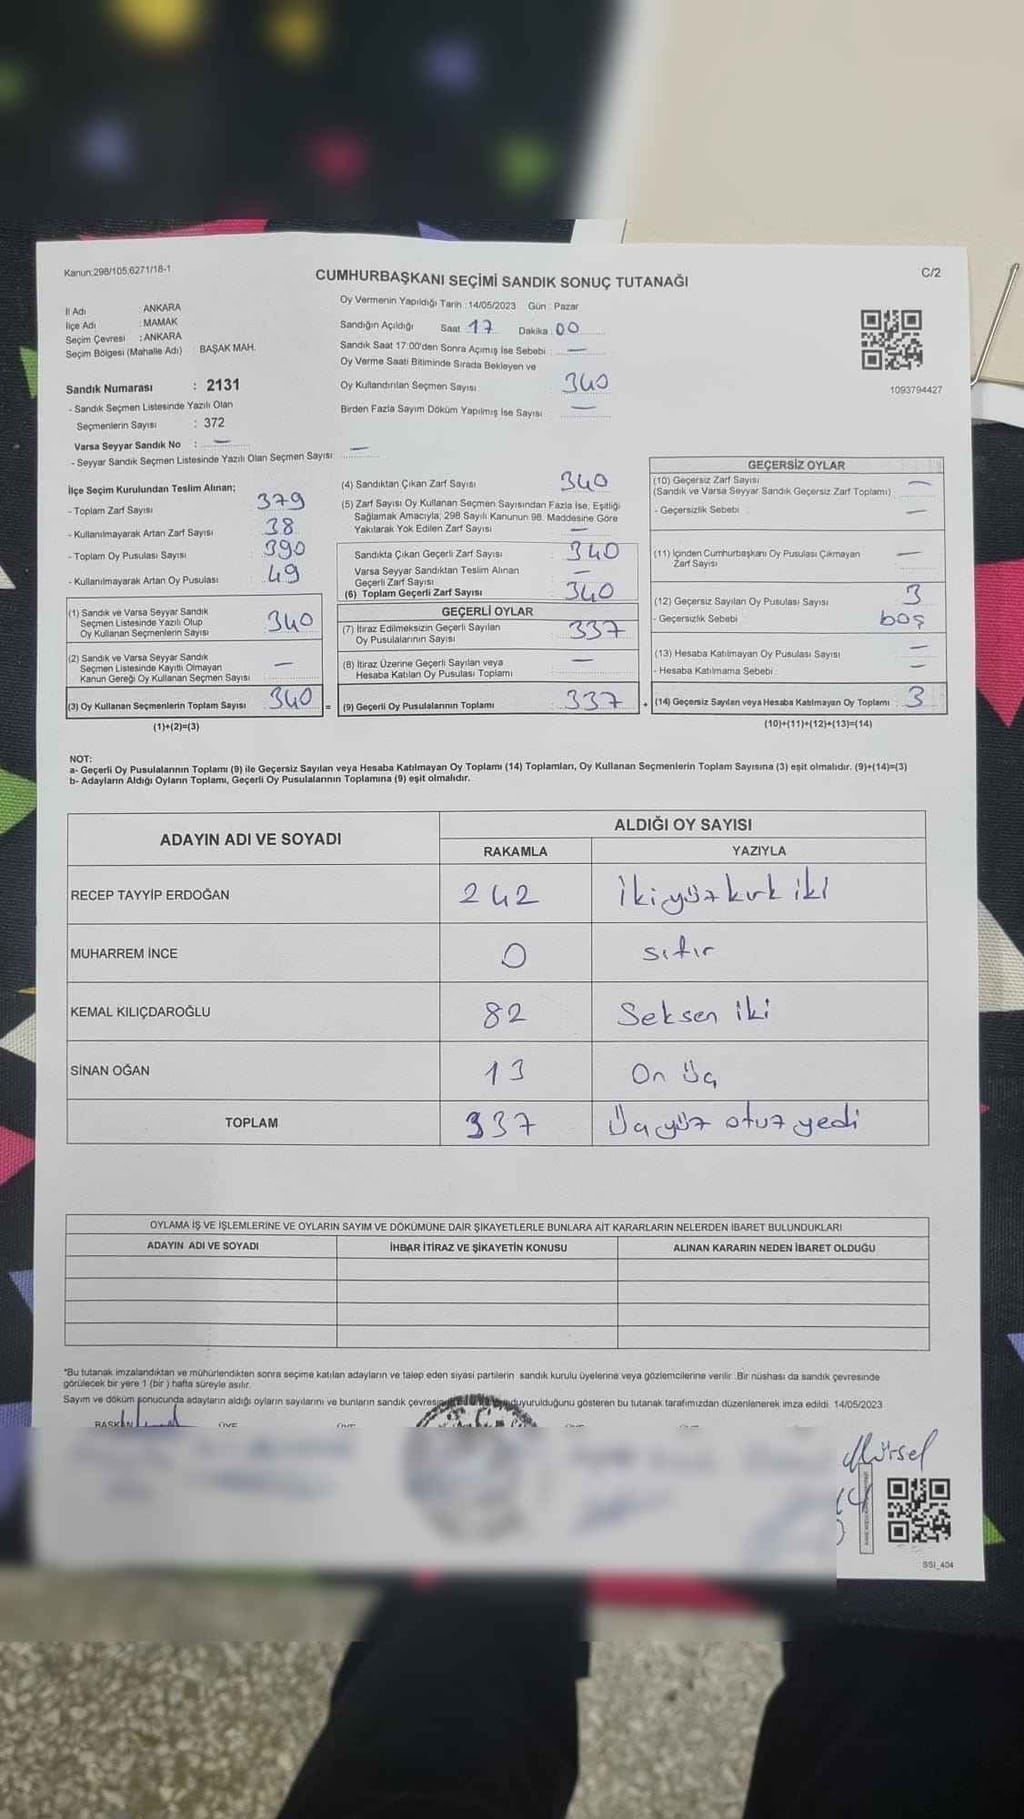 Kanun:298/105,6271/18-1
C/2
CUMHURBAŞKANI SEÇİMİ SANDIK SONUÇ TUTANAĞI
İl Adı : ANKARA
İlçe Adı : MAMAK
Seçim Çevresi : ANKARA
Seçim Bölgesi (Mahalle Adı) BAŞAK MAH.
Oy Vermenin Yapıldığı Tarih : 14/05/2023 Gün : Pazar
Sandığın Açıldığı Saat 17 Dakika : 00
Sandık Saat 17:00'den Sonra Açımış İse Sebebi : —
Oy Verme Saati Bitiminde Sırada Bekleyen ve
Oy Kullandırılan Seçmen Sayısı 340
Birden Fazla Sayım Döküm Yapılmış İse Sayısı —
1093794427
Sandık Numarası : 2131
- Sandık Seçmen Listesinde Yazılı Olan
Seçmenlerin Sayısı : 372
Varsa Seyyar Sandık No : —
- Seyyar Sandık Seçmen Listesinde Yazılı Olan Seçmen Sayısı: —
İlçe Seçim Kurulundan Teslim Alınan;
- Toplam Zarf Sayısı 379
- Kullanılmayarak Artan Zarf Sayısı 38
- Toplam Oy Pusulası Sayısı 390
- Kullanılmayarak Artan Oy Pusulası 49
(1) Sandık ve Varsa Seyyar Sandık
Seçmen Listesinde Yazılı Olup
Oy Kullanan Seçmenlerin Sayısı 340
(2) Sandık ve Varsa Seyyar Sandık
Seçmen Listesinde Kayıtlı Olmayan
Kanun Gereği Oy Kullanan Seçmen Sayısı —
(3) Oy Kullanan Seçmenlerin Toplam Sayısı 340 =
(1)+(2)=(3)
(4) Sandıktan Çıkan Zarf Sayısı 340
(5) Zarf Sayısı Oy Kullanan Seçmen Sayısından Fazla İse, Eşitliği
Sağlamak Amacıyla, 298 Sayılı Kanunun 98. Maddesine Göre
Yakılarak Yok Edilen Zarf Sayısı —
Sandıkta Çıkan Geçerli Zarf Sayısı 340
Varsa Seyyar Sandıktan Teslim Alınan
Geçerli Zarf Sayısı —
(6) Toplam Geçerli Zarf Sayısı 340
GEÇERLİ OYLAR
(7) İtiraz Edilmeksizin Geçerli Sayılan
Oy Pusulalarının Sayısı 337
(8) İtiraz Üzerine Geçerli Sayılan veya
Hesaba Katılan Oy Pusulası Toplamı —
(9) Geçerli Oy Pusulalarının Toplamı 337 +
GEÇERSİZ OYLAR
(10) Geçersiz Zarf Sayısı —
(Sandık ve Varsa Seyyar Sandık Geçersiz Zarf Toplamı)
- Geçersizlik Sebebi : —
(11) İçinden Cumhurbaşkanı Oy Pusulası Çıkmayan
Zarf Sayısı —
(12) Geçersiz Sayılan Oy Pusulası Sayısı 3
- Geçersizlik Sebebi : boş
(13) Hesaba Katılmayan Oy Pusulası Sayısı —
- Hesaba Katılmama Sebebi : —
(14) Geçersiz Sayılan veya Hesaba Katılmayan Oy Toplamı : 3
(10)+(11)+(12)+(13)=(14)
NOT:
a- Geçerli Oy Pusulalarının Toplamı (9) ile Geçersiz Sayılan veya Hesaba Katılmayan Oy Toplamı (14) Toplamları, Oy Kullanan Seçmenlerin Toplam Sayısına (3) eşit olmalıdır. (9)+(14)=(3)
b- Adayların Aldığı Oyların Toplamı, Geçerli Oy Pusulalarının Toplamına (9) eşit olmalıdır.
ADAYIN ADI VE SOYADI
ALDIĞI OY SAYISI
RAKAMLA YAZIYLA
RECEP TAYYİP ERDOĞAN 242 İkiyüz kırk iki
MUHARREM İNCE 0 sıfır
KEMAL KILIÇDAROĞLU 82 Seksen iki
SİNAN OĞAN 13 On Üç
TOPLAM 337 Üçyüz otuz yedi
OYLAMA İŞ VE İŞLEMLERİNE VE OYLARIN SAYIM VE DÖKÜMÜNE DAİR ŞİKAYETLERLE BUNLARA AİT KARARLARIN NELERDEN İBARET BULUNDUKLARI
ADAYIN ADI VE SOYADI İHBAR İTİRAZ VE ŞİKAYETİN KONUSU ALINAN KARARIN NEDEN İBARET OLDUĞU
*Bu tutanak imzalandıktan ve mühürlendikten sonra seçime katılan adayların ve talep eden siyasi partilerin sandık kurulu üyelerine veya gözlemcilerine verilir. Bir nüshası da sandık çevresinde
görülecek bir yere 1 (bir ) hafta süreyle asılır.
Sayım ve döküm sonucunda adayların aldığı oyların sayılarını ve bunların sandık çevresinde duyurulduğunu gösteren bu tutanak tarafımızdan düzenlenerek imza edildi. 14/05/2023
Mürsel
SSI_404